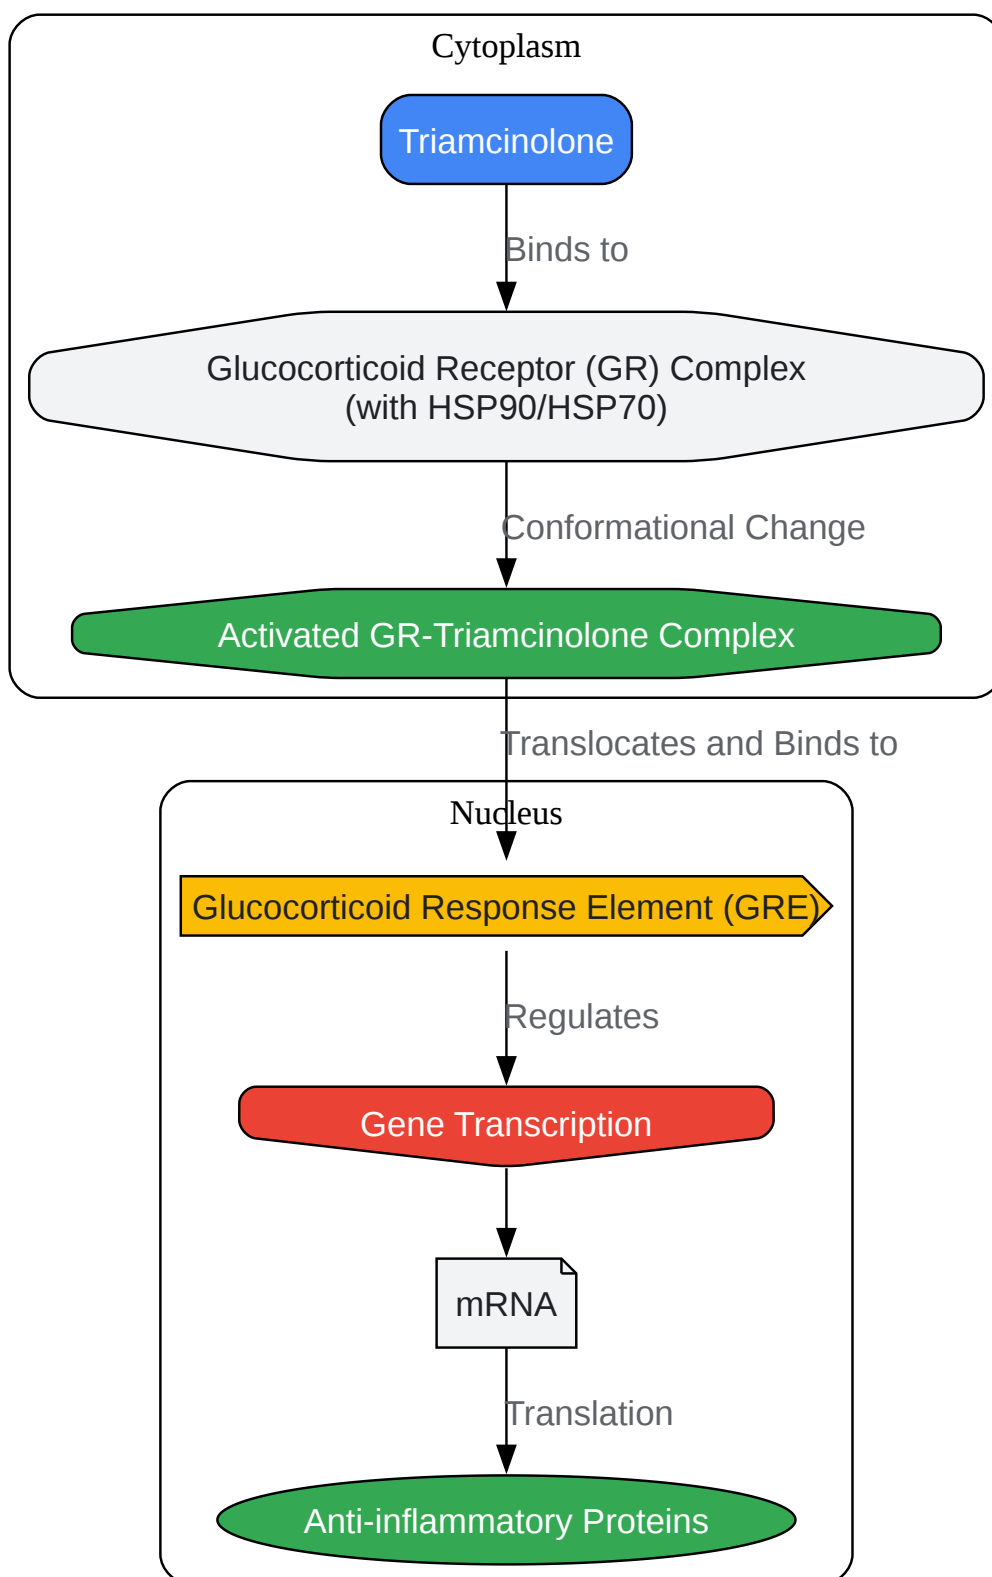 Cytoplasm
Triamcinolone
Binds to
Glucocorticoid Receptor (GR) Complex
(with HSP90/HSP70)
Conformational Change
Activated GR-Triamcinolone Complex
Translocates and Binds to
Nucleus
Glucocorticoid Response Element (GRE)
Regulates
Gene Transcription
mRNA
Translation
Anti-inflammatory Proteins